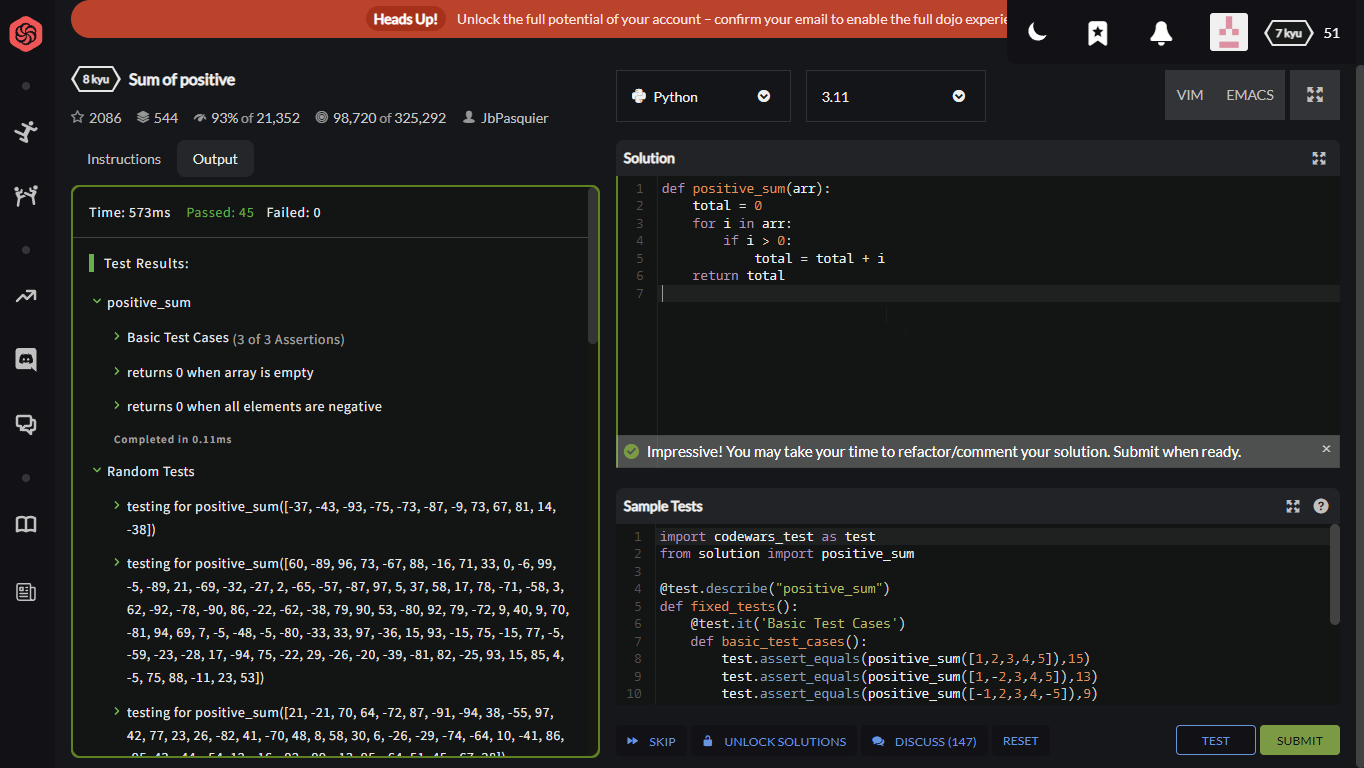 Heads Up! Unlock the full potential of your account – confirm your email to enable the full dojo experie
7 kyu 51
8 kyu Sum of positive
2086 544 93% of 21,352 98,720 of 325,292 JbPasquier
Instructions Output
Time: 573ms Passed: 45 Failed: 0
Test Results:
positive_sum
Basic Test Cases (3 of 3 Assertions)
returns 0 when array is empty
returns 0 when all elements are negative
Completed in 0.11ms
Random Tests
testing for positive_sum([-37, -43, -93, -75, -73, -87, -9, 73, 67, 81, 14,
-38])
testing for positive_sum([60, -89, 96, 73, -67, 88, -16, 71, 33, 0, -6, 99,
-5, -89, 21, -69, -32, -27, 2, -65, -57, -87, 97, 5, 37, 58, 17, 78, -71, -58, 3,
62, -92, -78, -90, 86, -22, -62, -38, 79, 90, 53, -80, 92, 79, -72, 9, 40, 9, 70,
-81, 94, 69, 7, -5, -48, -5, -80, -33, 33, 97, -36, 15, 93, -15, 75, -15, 77, -5,
-59, -23, -28, 17, -94, 75, -22, 29, -26, -20, -39, -81, 82, -25, 93, 15, 85, 4,
-5, 75, 88, -11, 23, 53])
testing for positive_sum([21, -21, 70, 64, -72, 87, -91, -94, 38, -55, 97,
42, 77, 23, 26, -82, 41, -70, 48, 8, 58, 30, 6, -26, -29, -74, -64, 10, -41, 86,
Python 3.11 VIM EMACS
Solution
1 def positive_sum(arr):
2 total = 0
3 for i in arr:
4 if i > 0:
5 total = total + i
6 return total
7
Impressive! You may take your time to refactor/comment your solution. Submit when ready. ×
Sample Tests ?
1 import codewars_test as test
2 from solution import positive_sum
3
4 @test.describe("positive_sum")
5 def fixed_tests():
6 @test.it('Basic Test Cases')
7 def basic_test_cases():
8 test.assert_equals(positive_sum([1,2,3,4,5]),15)
9 test.assert_equals(positive_sum([1,-2,3,4,5]),13)
10 test.assert_equals(positive_sum([-1,2,3,4,-5]),9)
SKIP UNLOCK SOLUTIONS DISCUSS (147) RESET TEST SUBMIT